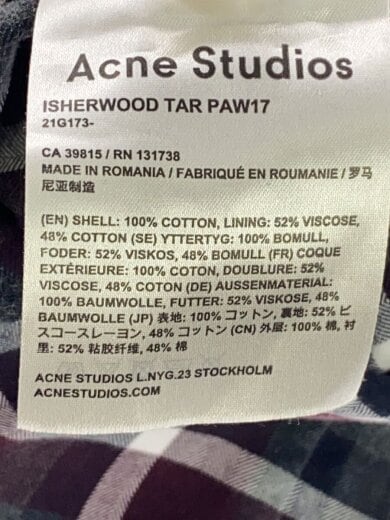 Acne Studios
ISHERWOOD TAR PAW17
21G173-
CA 39815 / RN 131738
MADE IN ROMANIA / FABRIQUÉ EN ROUMANIE / 罗马
尼亚制造
(EN) SHELL: 100% COTTON, LINING: 52% VISCOSE,
48% COTTON (SE) YTTERTYG: 100% BOMULL,
FODER: 52% VISKOS, 48% BOMULL (FR) COQUE
EXTÉRIEURE: 100% COTON, DOUBLURE: 52%
VISCOSE, 48% COTON (DE) AUSSENMATERIAL:
100% BAUMWOLLE, FUTTER: 52% VISKOSE, 48%
BAUMWOLLE (JP) 表地: 100% コットン, 裏地: 52% ビ
スコースレーヨン, 48% コットン (CN) 外层: 100% 棉, 衬
里: 52% 粘胶纤维, 48% 棉
ACNE STUDIOS L.NYG.23 STOCKHOLM
ACNESTUDIOS.COM